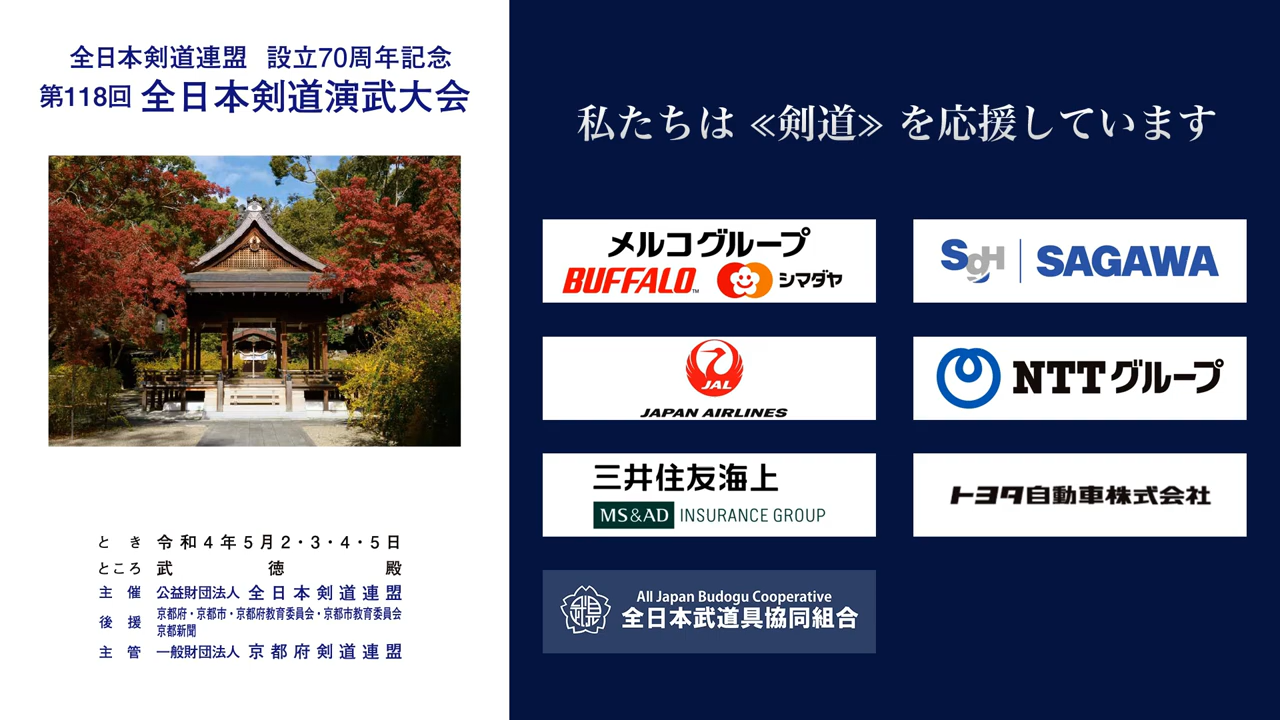 全日本剣道連盟 設立70周年記念
第118回 全日本剣道演武大会
とき 令和4年5月2・3・4・5日
ところ 武徳殿
主催 公益財団法人 全日本剣道連盟
後援 京都府・京都市・京都府教育委員会・京都市教育委員会
京都新聞
主管 一般財団法人 京都府剣道連盟
私たちは ≪剣道≫ を応援しています
メルコグループ
BUFFALO™ シマダヤ
SGH SAGAWA
JAL
JAPAN AIRLINES
NTTグループ
三井住友海上
MS&AD INSURANCE GROUP
トヨタ自動車株式会社
All Japan Budogu Cooperative
全日本武道具協同組合